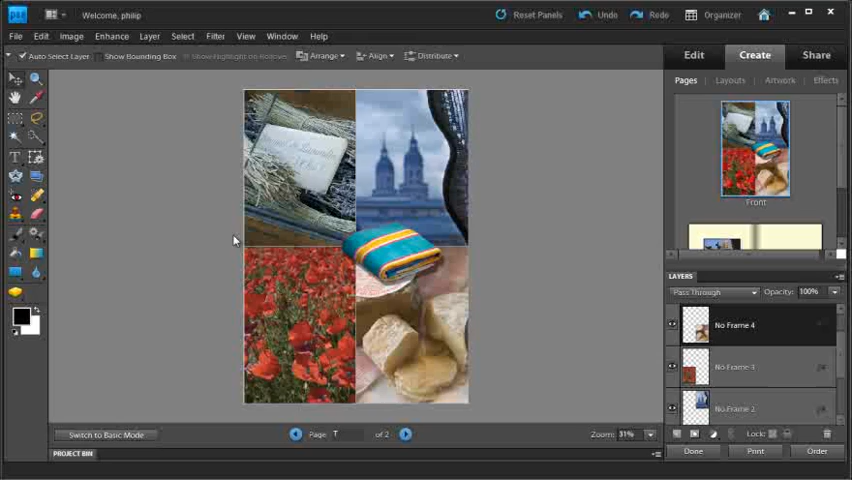 pse
Welcome, philip
Reset Panels
Undo
Redo
Organizer
File Edit Image Enhance Layer Select Filter View Window Help
Auto Select Layer Show Bounding Box Show Highlight on Rollover Arrange Align Distribute
Edit Create Share
Pages Layouts Artwork Effects
Front
LAYERS
Pass Through Opacity: 100%
No Frame 4
No Frame 3
No Frame 2
Lock:
Switch to Basic Mode
Page of 2
Zoom: 31%
Done Print Order
PROJECT BIN